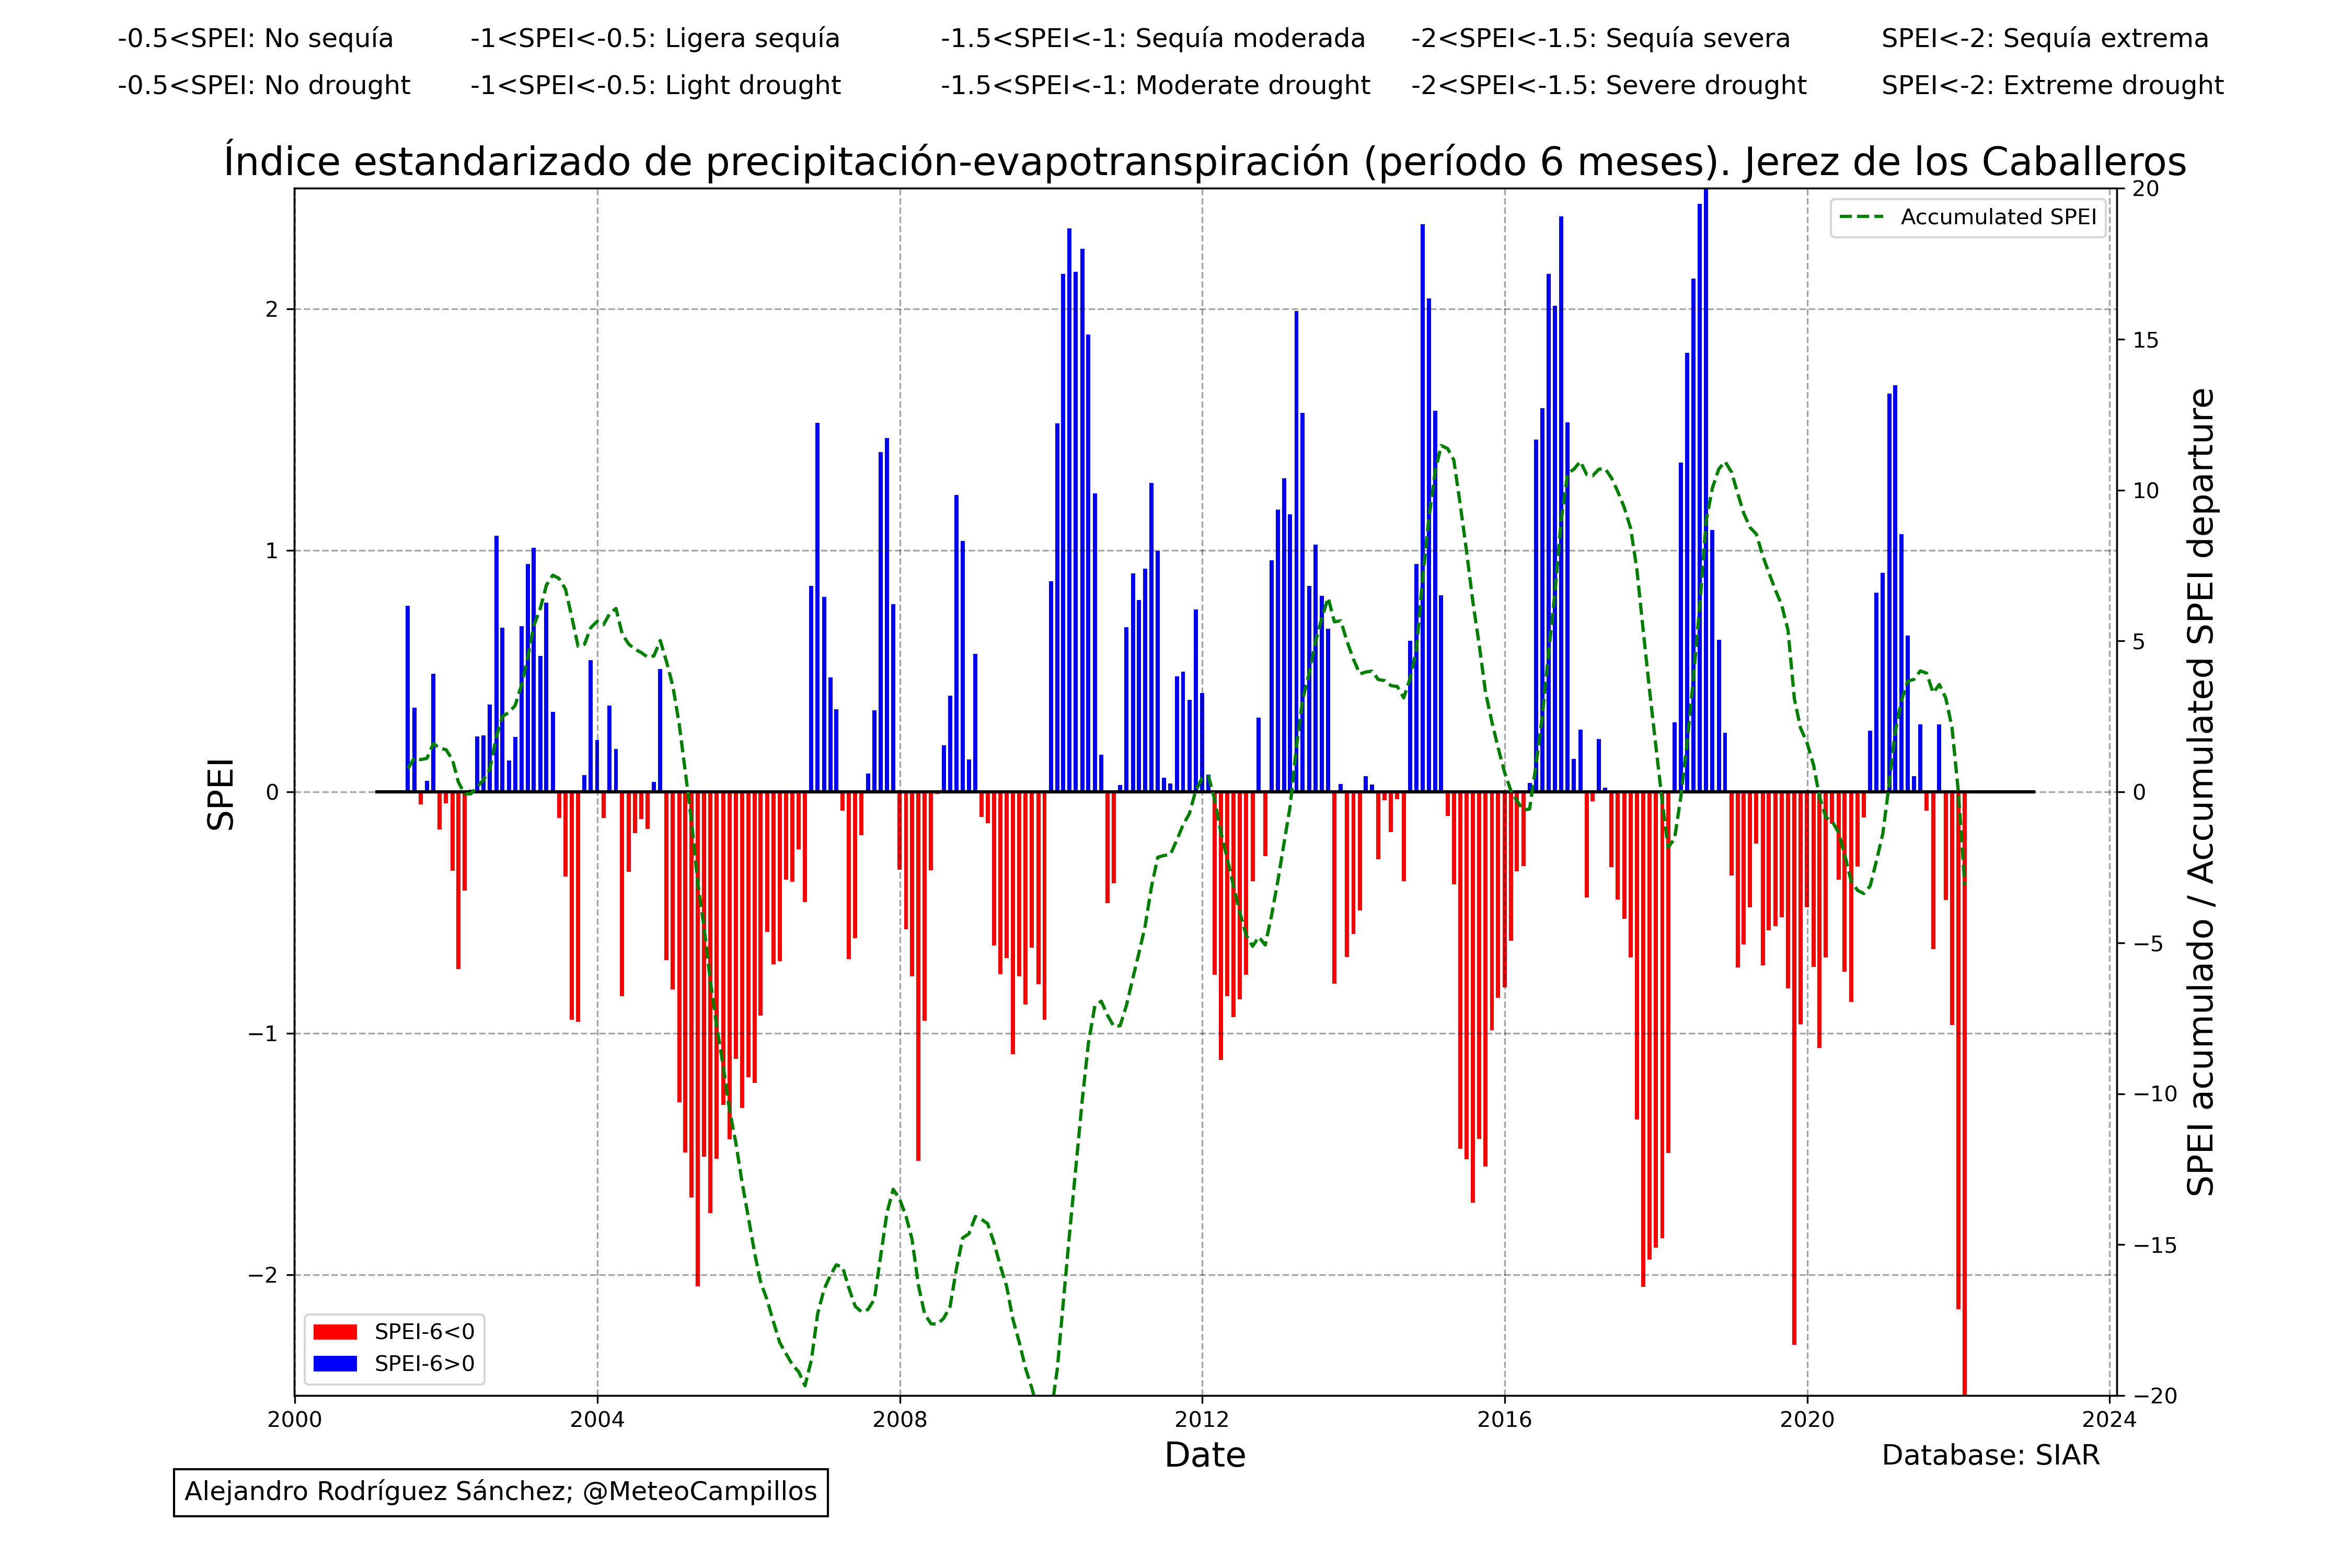 -0.5<SPEI: No sequía -1<SPEI<-0.5: Ligera sequía -1.5<SPEI<-1: Sequía moderada -2<SPEI<-1.5: Sequía severa SPEI<-2: Sequía extrema
-0.5<SPEI: No drought -1<SPEI<-0.5: Light drought -1.5<SPEI<-1: Moderate drought -2<SPEI<-1.5: Severe drought SPEI<-2: Extreme drought
Índice estandarizado de precipitación-evapotranspiración (período 6 meses). Jerez de los Caballeros
Accumulated SPEI
SPEI
2
1
0
−1
−2
20
15
10
5
0
−5
−10
−15
−20
SPEI acumulado / Accumulated SPEI departure
SPEI-6<0
SPEI-6>0
2000 2004 2008 2012 2016 2020 2024
Date
Database: SIAR
Alejandro Rodríguez Sánchez; @MeteoCampillos